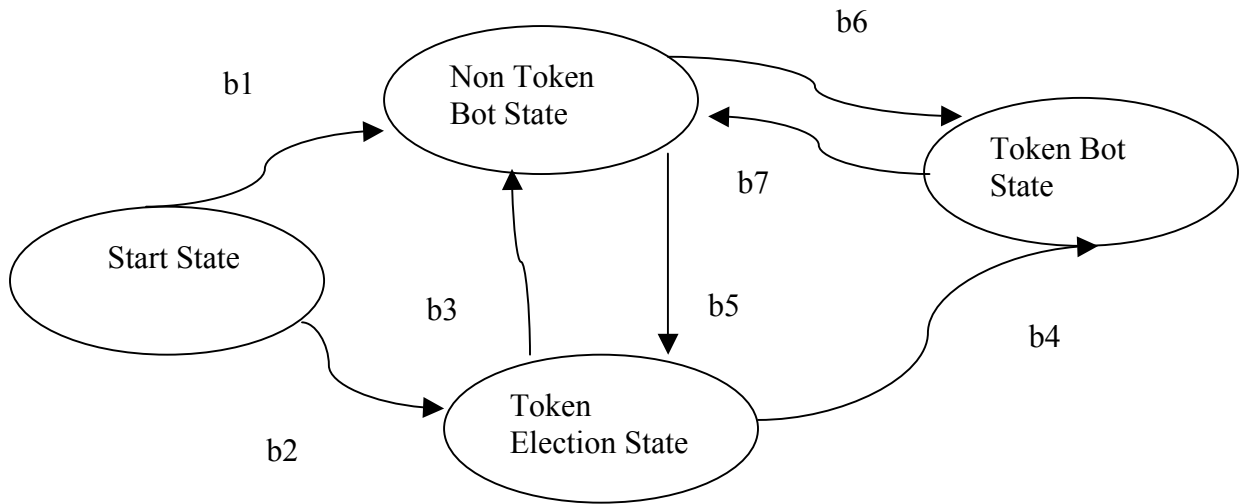 b6
Non Token
Bot State
b1
Token Bot
State
b7
Start State
b3
b5
b4
Token
Election State
b2